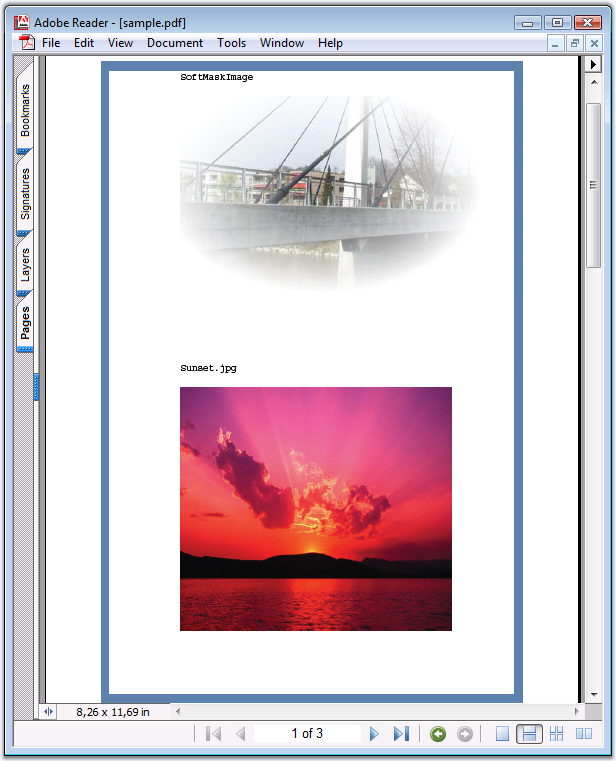 Adobe Reader - [sample.pdf]
File Edit View Document Tools Window Help
Bookmarks
Signatures
Layers
Pages
SoftMaskImage
Sunset.jpg
8,26 x 11,69 in
1 of 3